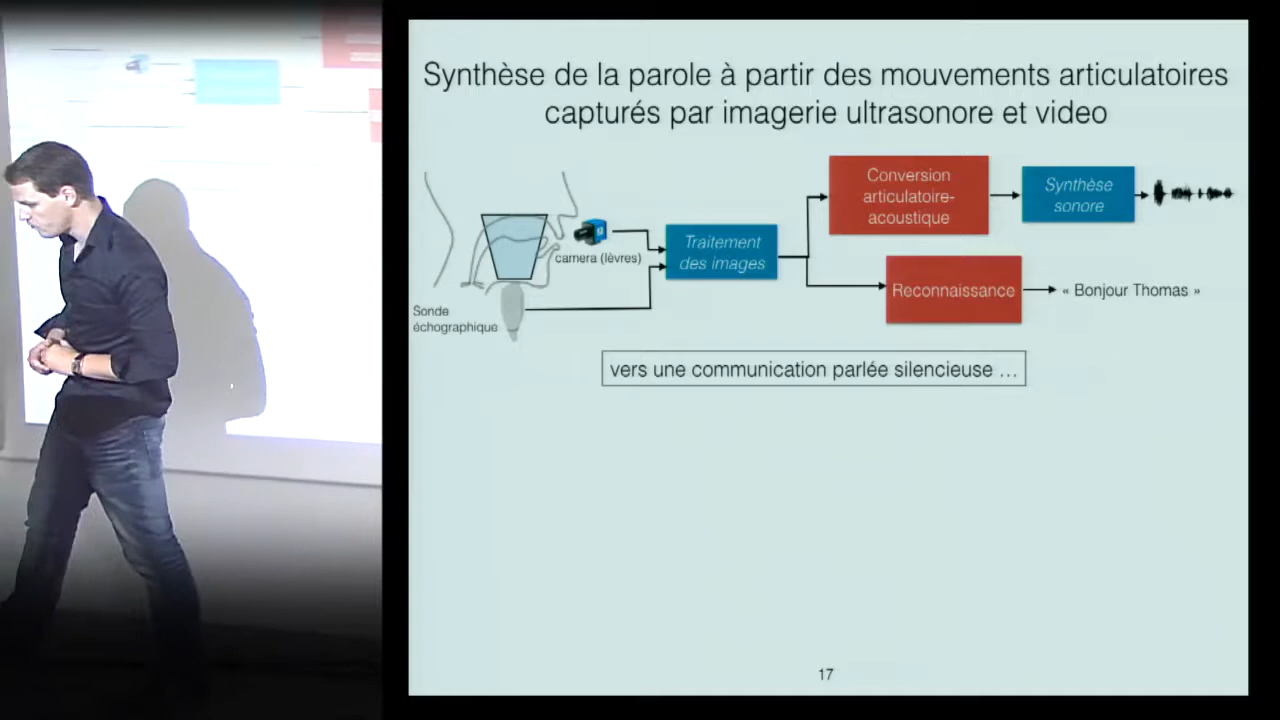 Synthèse de la parole à partir des mouvements articulatoires
capturés par imagerie ultrasonore et video
Conversion
articulatoire-
acoustique
Synthèse
sonore
camera (lèvres)
Traitement
des images
Reconnaissance
« Bonjour Thomas »
Sonde
échographique
vers une communication parlée silencieuse …
17